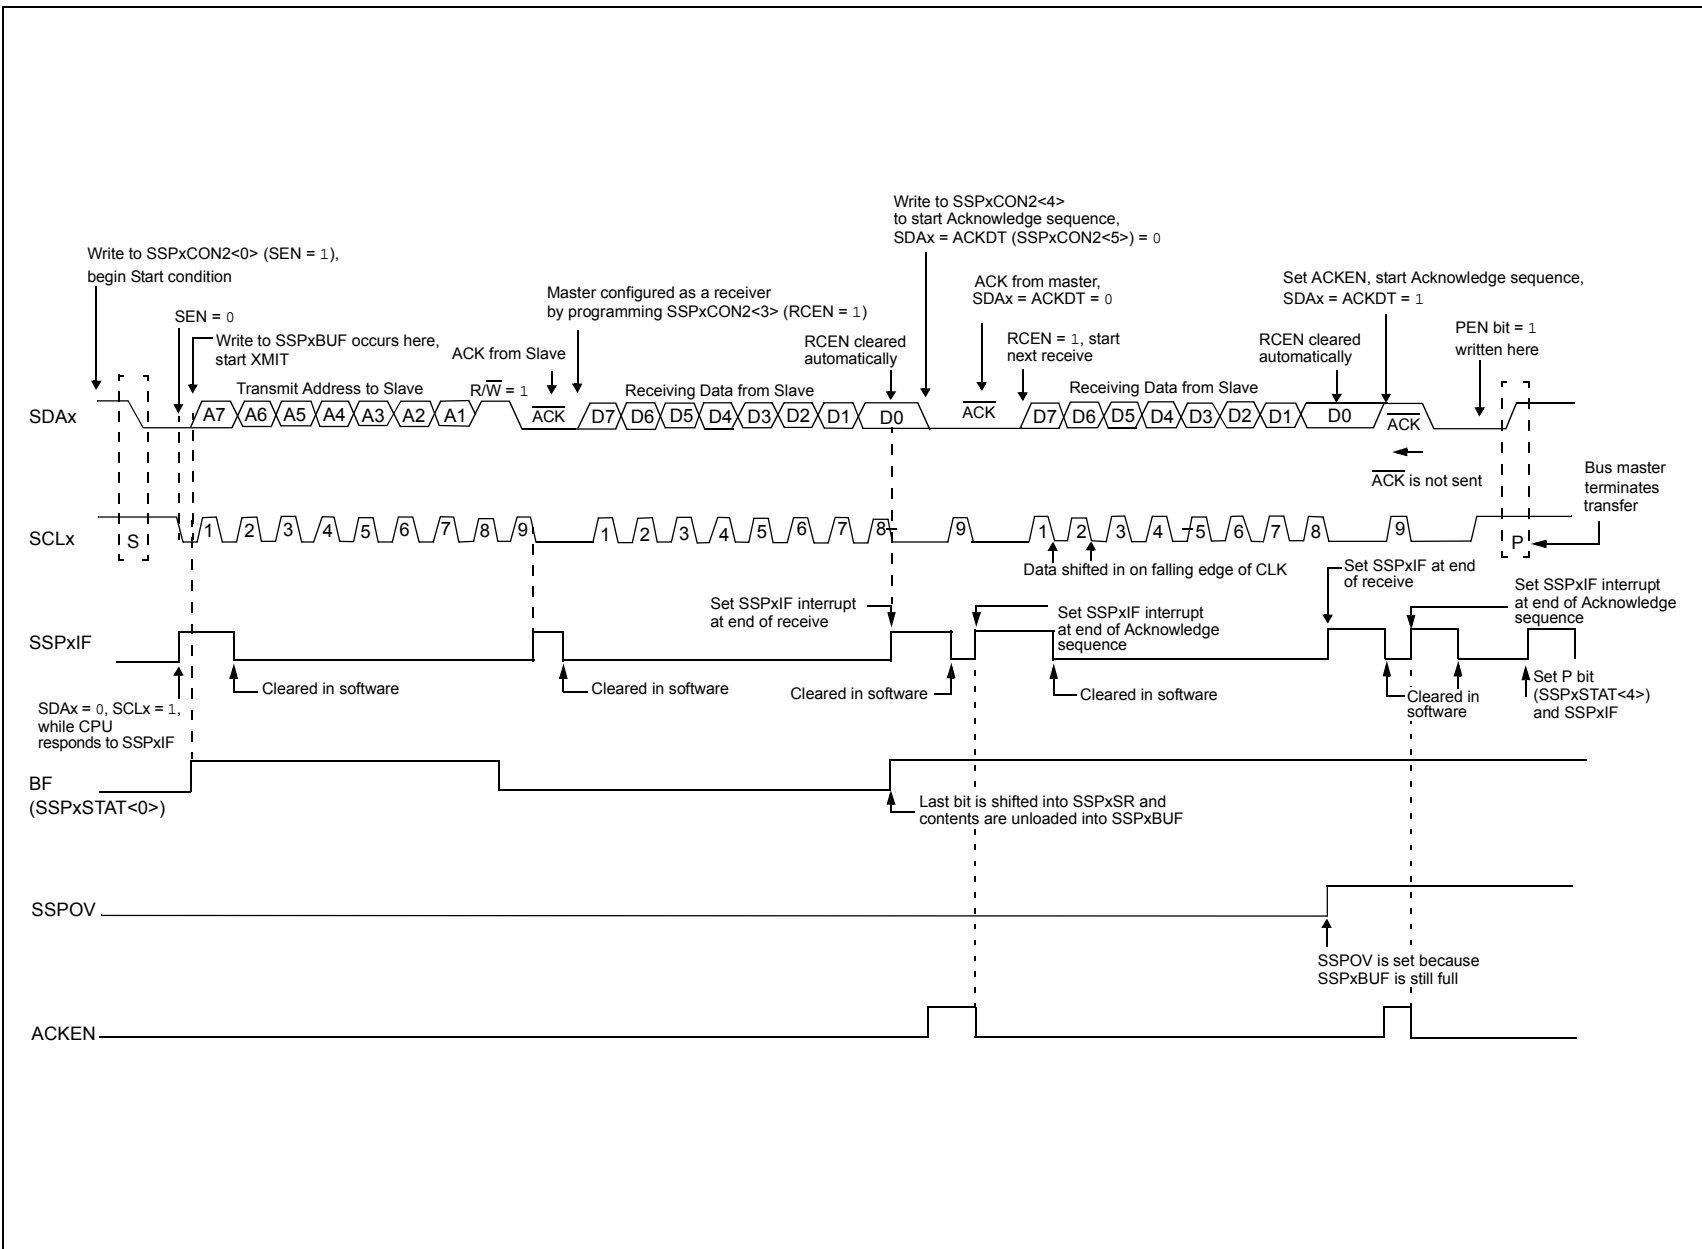 Write to SSPxCON2<4>
to start Acknowledge sequence,
SDAx = ACKDT (SSPxCON2<5>) = 0
Write to SSPxCON2<0> (SEN = 1),
begin Start condition
ACK from master,
SDAx = ACKDT = 0
Set ACKEN, start Acknowledge sequence,
SDAx = ACKDT = 1
Master configured as a receiver
by programming SSPxCON2<3> (RCEN = 1)
SEN = 0
PEN bit = 1
written here
Write to SSPxBUF occurs here,
start XMIT
ACK from Slave
RCEN cleared
automatically
RCEN = 1, start
next receive
RCEN cleared
automatically
Transmit Address to Slave
R/W = 1
Receiving Data from Slave
Receiving Data from Slave
SDAx
A7 A6 A5 A4 A3 A2 A1 ACK D7 D6 D5 D4 D3 D2 D1 D0 ACK D7 D6 D5 D4 D3 D2 D1 D0 ACK
ACK is not sent
Bus master
terminates
transfer
SCLx
S 1 2 3 4 5 6 7 8 9 1 2 3 4 5 6 7 8 9 1 2 3 4 5 6 7 8 9 P
Data shifted in on falling edge of CLK
Set SSPxIF at end
of receive
Set SSPxIF interrupt
at end of receive
Set SSPxIF interrupt
at end of Acknowledge
sequence
Set SSPxIF interrupt
at end of Acknowledge
sequence
SSPxIF
Cleared in software
Cleared in software
Cleared in software
Cleared in software
Cleared in
software
Set P bit
(SSPxSTAT<4>)
and SSPxIF
SDAx = 0, SCLx = 1,
while CPU
responds to SSPxIF
BF
(SSPxSTAT<0>)
Last bit is shifted into SSPxSR and
contents are unloaded into SSPxBUF
SSPOV
SSPOV is set because
SSPxBUF is still full
ACKEN